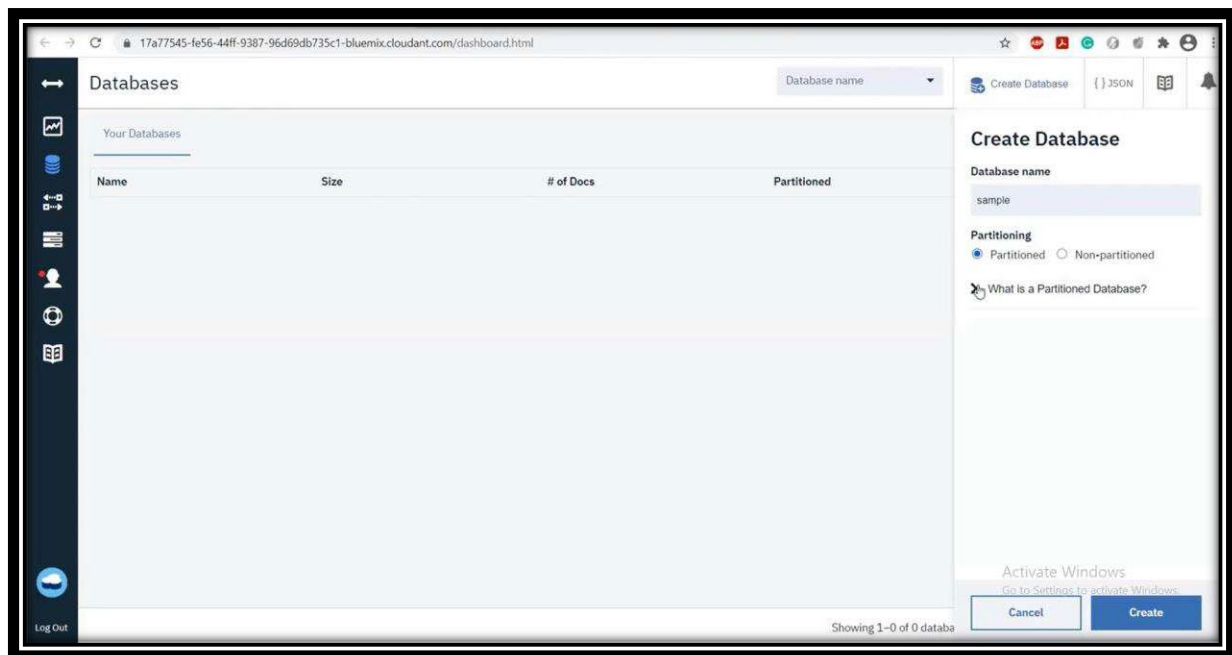 17a77545-fe56-44ff-9387-96d69db735c1-bluemix.cloudant.com/dashboard.html
Databases
Database name
Create Database
{ } JSON
Your Databases
Name Size # of Docs Partitioned
Create Database
Database name
sample
Partitioning
Partitioned Non-partitioned
What is a Partitioned Database?
Activate Windows
Go to Settings to activate Windows.
Cancel Create
Log Out
Showing 1–0 of 0 databa